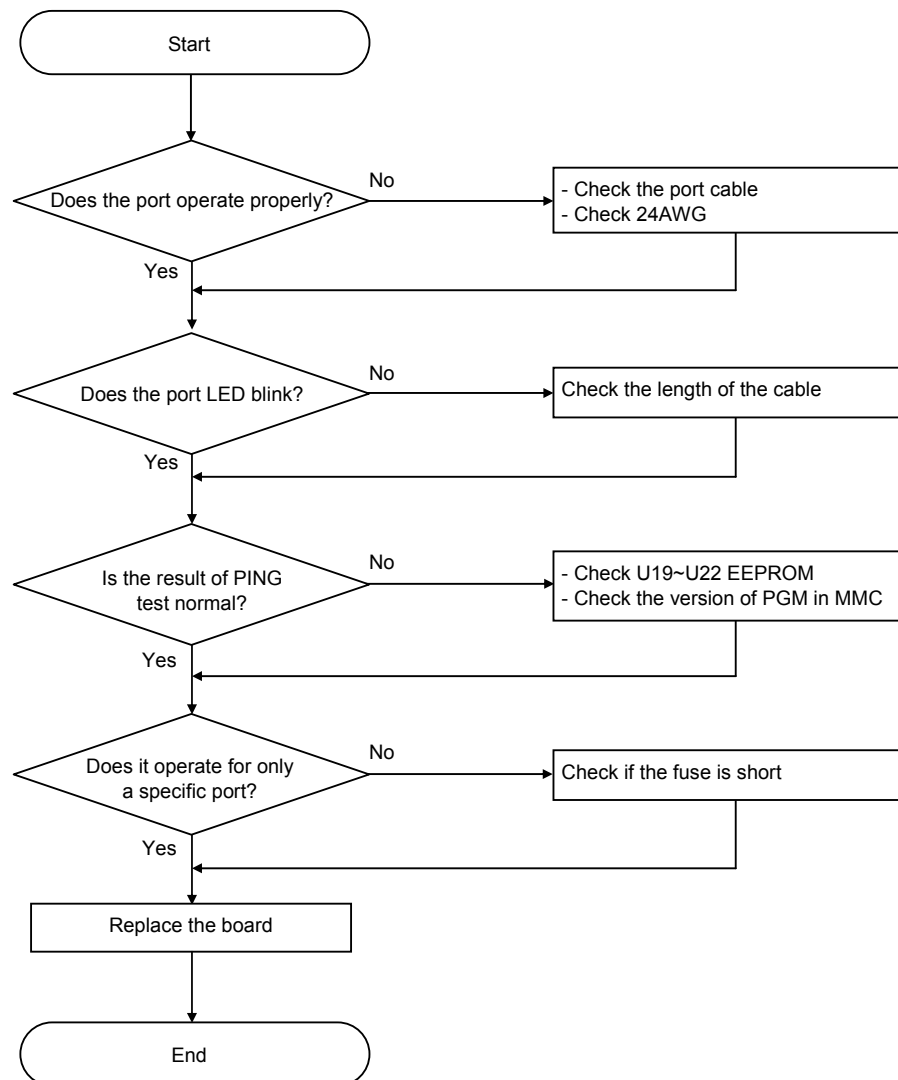 Start
Does the port operate properly?
No
- Check the port cable
- Check 24AWG
Yes
Does the port LED blink?
No
Check the length of the cable
Yes
Is the result of PING
test normal?
No
- Check U19~U22 EEPROM
- Check the version of PGM in MMC
Yes
Does it operate for only
a specific port?
No
Check if the fuse is short
Yes
Replace the board
End